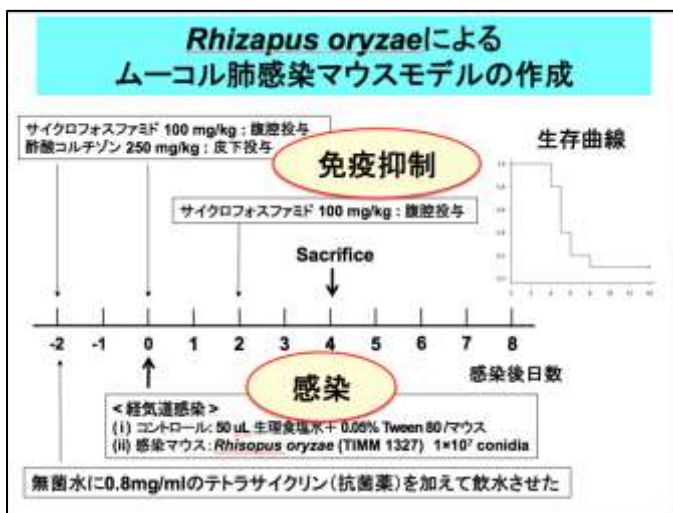 Rhizapus oryzaeによる
ムーコル肺感染マウスモデルの作成
サイクロフォスファミド 100 mg/kg : 腹腔投与
酢酸コルチゾン 250 mg/kg : 皮下投与
免疫抑制
生存曲線
サイクロフォスファミド 100 mg/kg : 腹腔投与
Sacrifice
-2 -1 0 1 2 3 4 5 6 7 8
感染後日数
感染
< 経気道感染 >
(i) コントロール: 50 uL 生理食塩水+ 0.05% Tween 80 /マウス
(ii) 感染マウス: Rhisopus oryzae (TIMM 1327) 1*10⁷ conidia
無菌水に0.8mg/mlのテトラサイクリン(抗菌薬)を加えて飲水させた